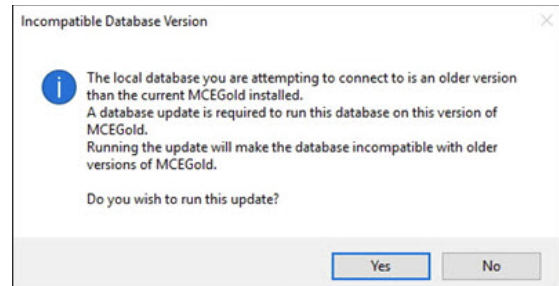 Incompatible Database Version
The local database you are attempting to connect to is an older version
than the current MCEGold installed.
A database update is required to run this database on this version of
MCEGold.
Running the update will make the database incompatible with older
versions of MCEGold.
Do you wish to run this update?
Yes
No